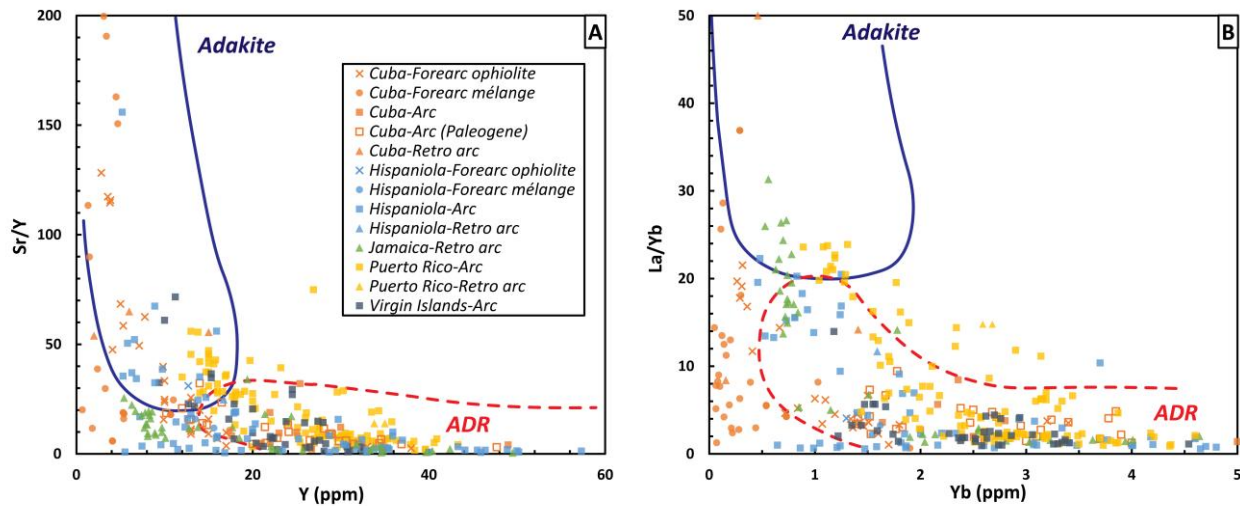 200
150
100
50
0
Sr/Y
0
20
40
60
Y (ppm)
Adakite
A
Cuba-Forearc ophiolite
Cuba-Forearc mélange
Cuba-Arc
Cuba-Arc (Paleogene)
Cuba-Retro arc
Hispaniola-Forearc ophiolite
Hispaniola-Forearc mélange
Hispaniola-Arc
Hispaniola-Retro arc
Jamaica-Retro arc
Puerto Rico-Arc
Puerto Rico-Retro arc
Virgin Islands-Arc
ADR
50
40
30
20
10
0
La/Yb
0
1
2
3
4
5
Yb (ppm)
Adakite
B
ADR